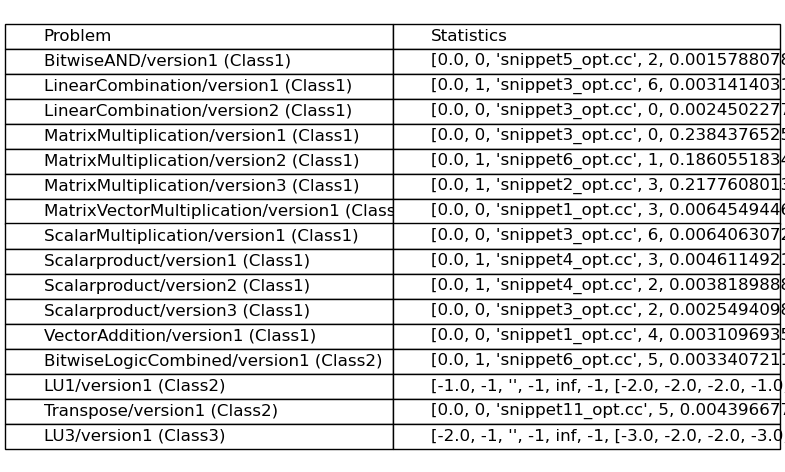 Problem Statistics
BitwiseAND/version1 (Class1) [0.0, 0, 'snippet5_opt.cc', 2, 0.0015788078
LinearCombination/version1 (Class1) [0.0, 1, 'snippet3_opt.cc', 6, 0.0031414031
LinearCombination/version2 (Class1) [0.0, 0, 'snippet3_opt.cc', 0, 0.0024502277
MatrixMultiplication/version1 (Class1) [0.0, 0, 'snippet3_opt.cc', 0, 0.2384376525
MatrixMultiplication/version2 (Class1) [0.0, 1, 'snippet6_opt.cc', 1, 0.1860551834
MatrixMultiplication/version3 (Class1) [0.0, 1, 'snippet2_opt.cc', 3, 0.2177608013
MatrixVectorMultiplication/version1 (Class [0.0, 0, 'snippet1_opt.cc', 3, 0.0064549446
ScalarMultiplication/version1 (Class1) [0.0, 0, 'snippet3_opt.cc', 6, 0.0064063072
Scalarproduct/version1 (Class1) [0.0, 1, 'snippet4_opt.cc', 3, 0.0046114921
Scalarproduct/version2 (Class1) [0.0, 1, 'snippet4_opt.cc', 2, 0.0038189888
Scalarproduct/version3 (Class1) [0.0, 0, 'snippet3_opt.cc', 2, 0.0025494098
VectorAddition/version1 (Class1) [0.0, 0, 'snippet1_opt.cc', 4, 0.0031096935
BitwiseLogicCombined/version1 (Class2) [0.0, 1, 'snippet6_opt.cc', 5, 0.0033407211
LU1/version1 (Class2) [-1.0, -1, '', -1, inf, -1, [-2.0, -2.0, -2.0, -1.0
Transpose/version1 (Class2) [0.0, 0, 'snippet11_opt.cc', 5, 0.004396677
LU3/version1 (Class3) [-2.0, -1, '', -1, inf, -1, [-3.0, -2.0, -2.0, -3.0